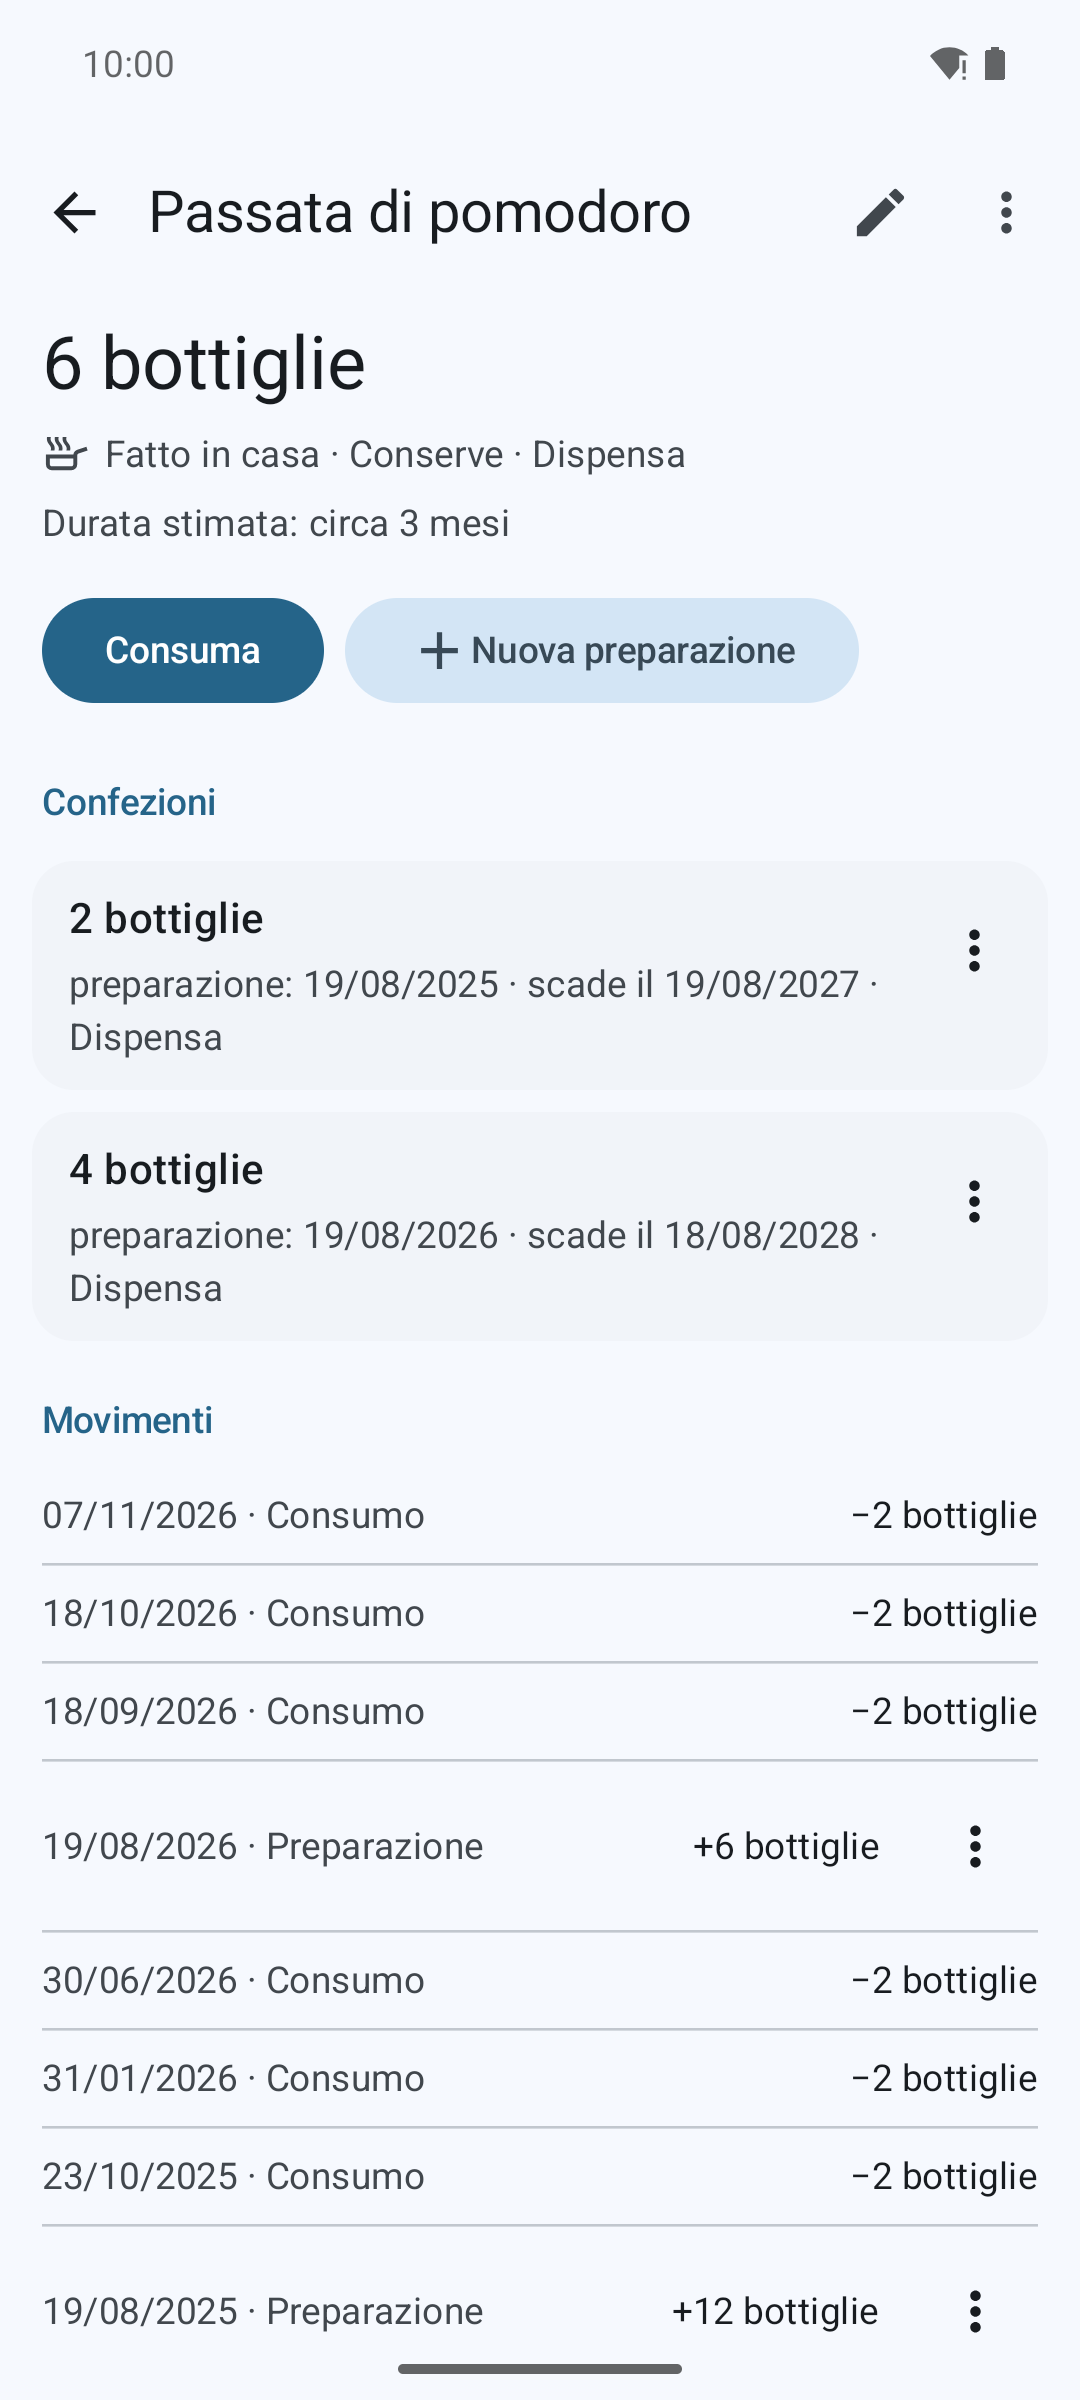 10:00
Passata di pomodoro
6 bottiglie
Fatto in casa · Conserve · Dispensa
Durata stimata: circa 3 mesi
Consuma
Nuova preparazione
Confezioni
2 bottiglie
preparazione: 19/08/2025 · scade il 19/08/2027 ·
Dispensa
4 bottiglie
preparazione: 19/08/2026 · scade il 18/08/2028 ·
Dispensa
Movimenti
07/11/2026 · Consumo −2 bottiglie
18/10/2026 · Consumo −2 bottiglie
18/09/2026 · Consumo −2 bottiglie
19/08/2026 · Preparazione +6 bottiglie
30/06/2026 · Consumo −2 bottiglie
31/01/2026 · Consumo −2 bottiglie
23/10/2025 · Consumo −2 bottiglie
19/08/2025 · Preparazione +12 bottiglie